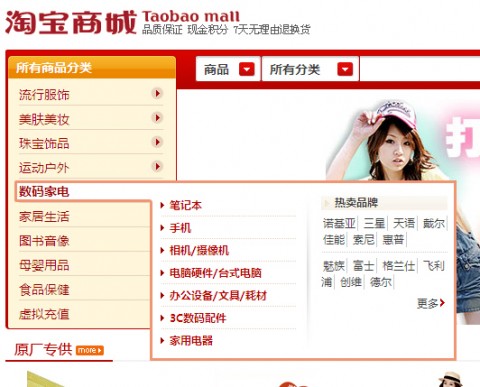 淘宝商城 Taobao mall
品质保证 现金积分 7天无理由退换货
所有商品分类
商品
所有分类
流行服饰
美肤美妆
珠宝饰品
运动户外
数码家电
家居生活
图书音像
母婴用品
食品保健
虚拟充值
笔记本
手机
相机/摄像机
电脑硬件/台式电脑
办公设备/文具/耗材
3C数码配件
家用电器
热卖品牌
诺基亚 三星 天语 戴尔
佳能 索尼 惠普
魅族 富士 格兰仕 飞利
浦 创维 德尔
更多
打
原厂专供 more